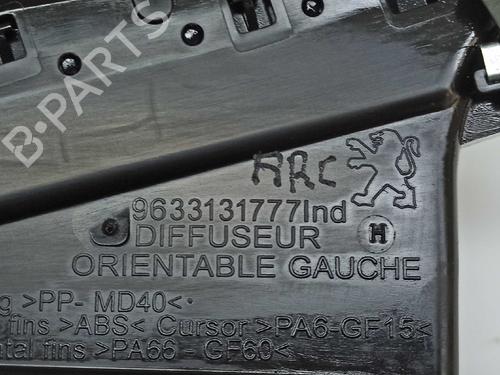 B-PARTS
ARC
9633131777Ind
DIFFUSEUR
H
ORIENTABLE GAUCHE
>PP- MD40<
fins >ABS< Cursor >PA6-GF15<
fins >PA66 - GF60<